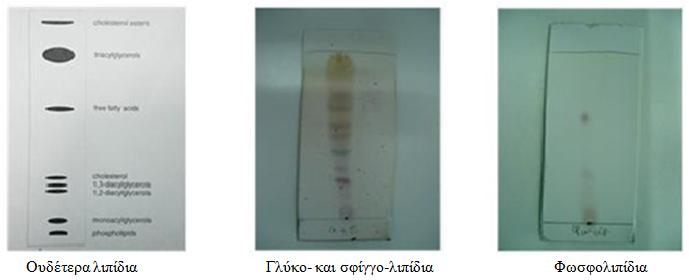 cholesterol esters
triacylglycerols
free fatty acids
cholesterol
1,3-diacylglycerols
1,2-diacylglycerols
monoacylglycerols
phospholipids
Ουδέτερα λιπίδια
Γλύκο- και σφίγγο-λιπίδια
Φωσφολιπίδια